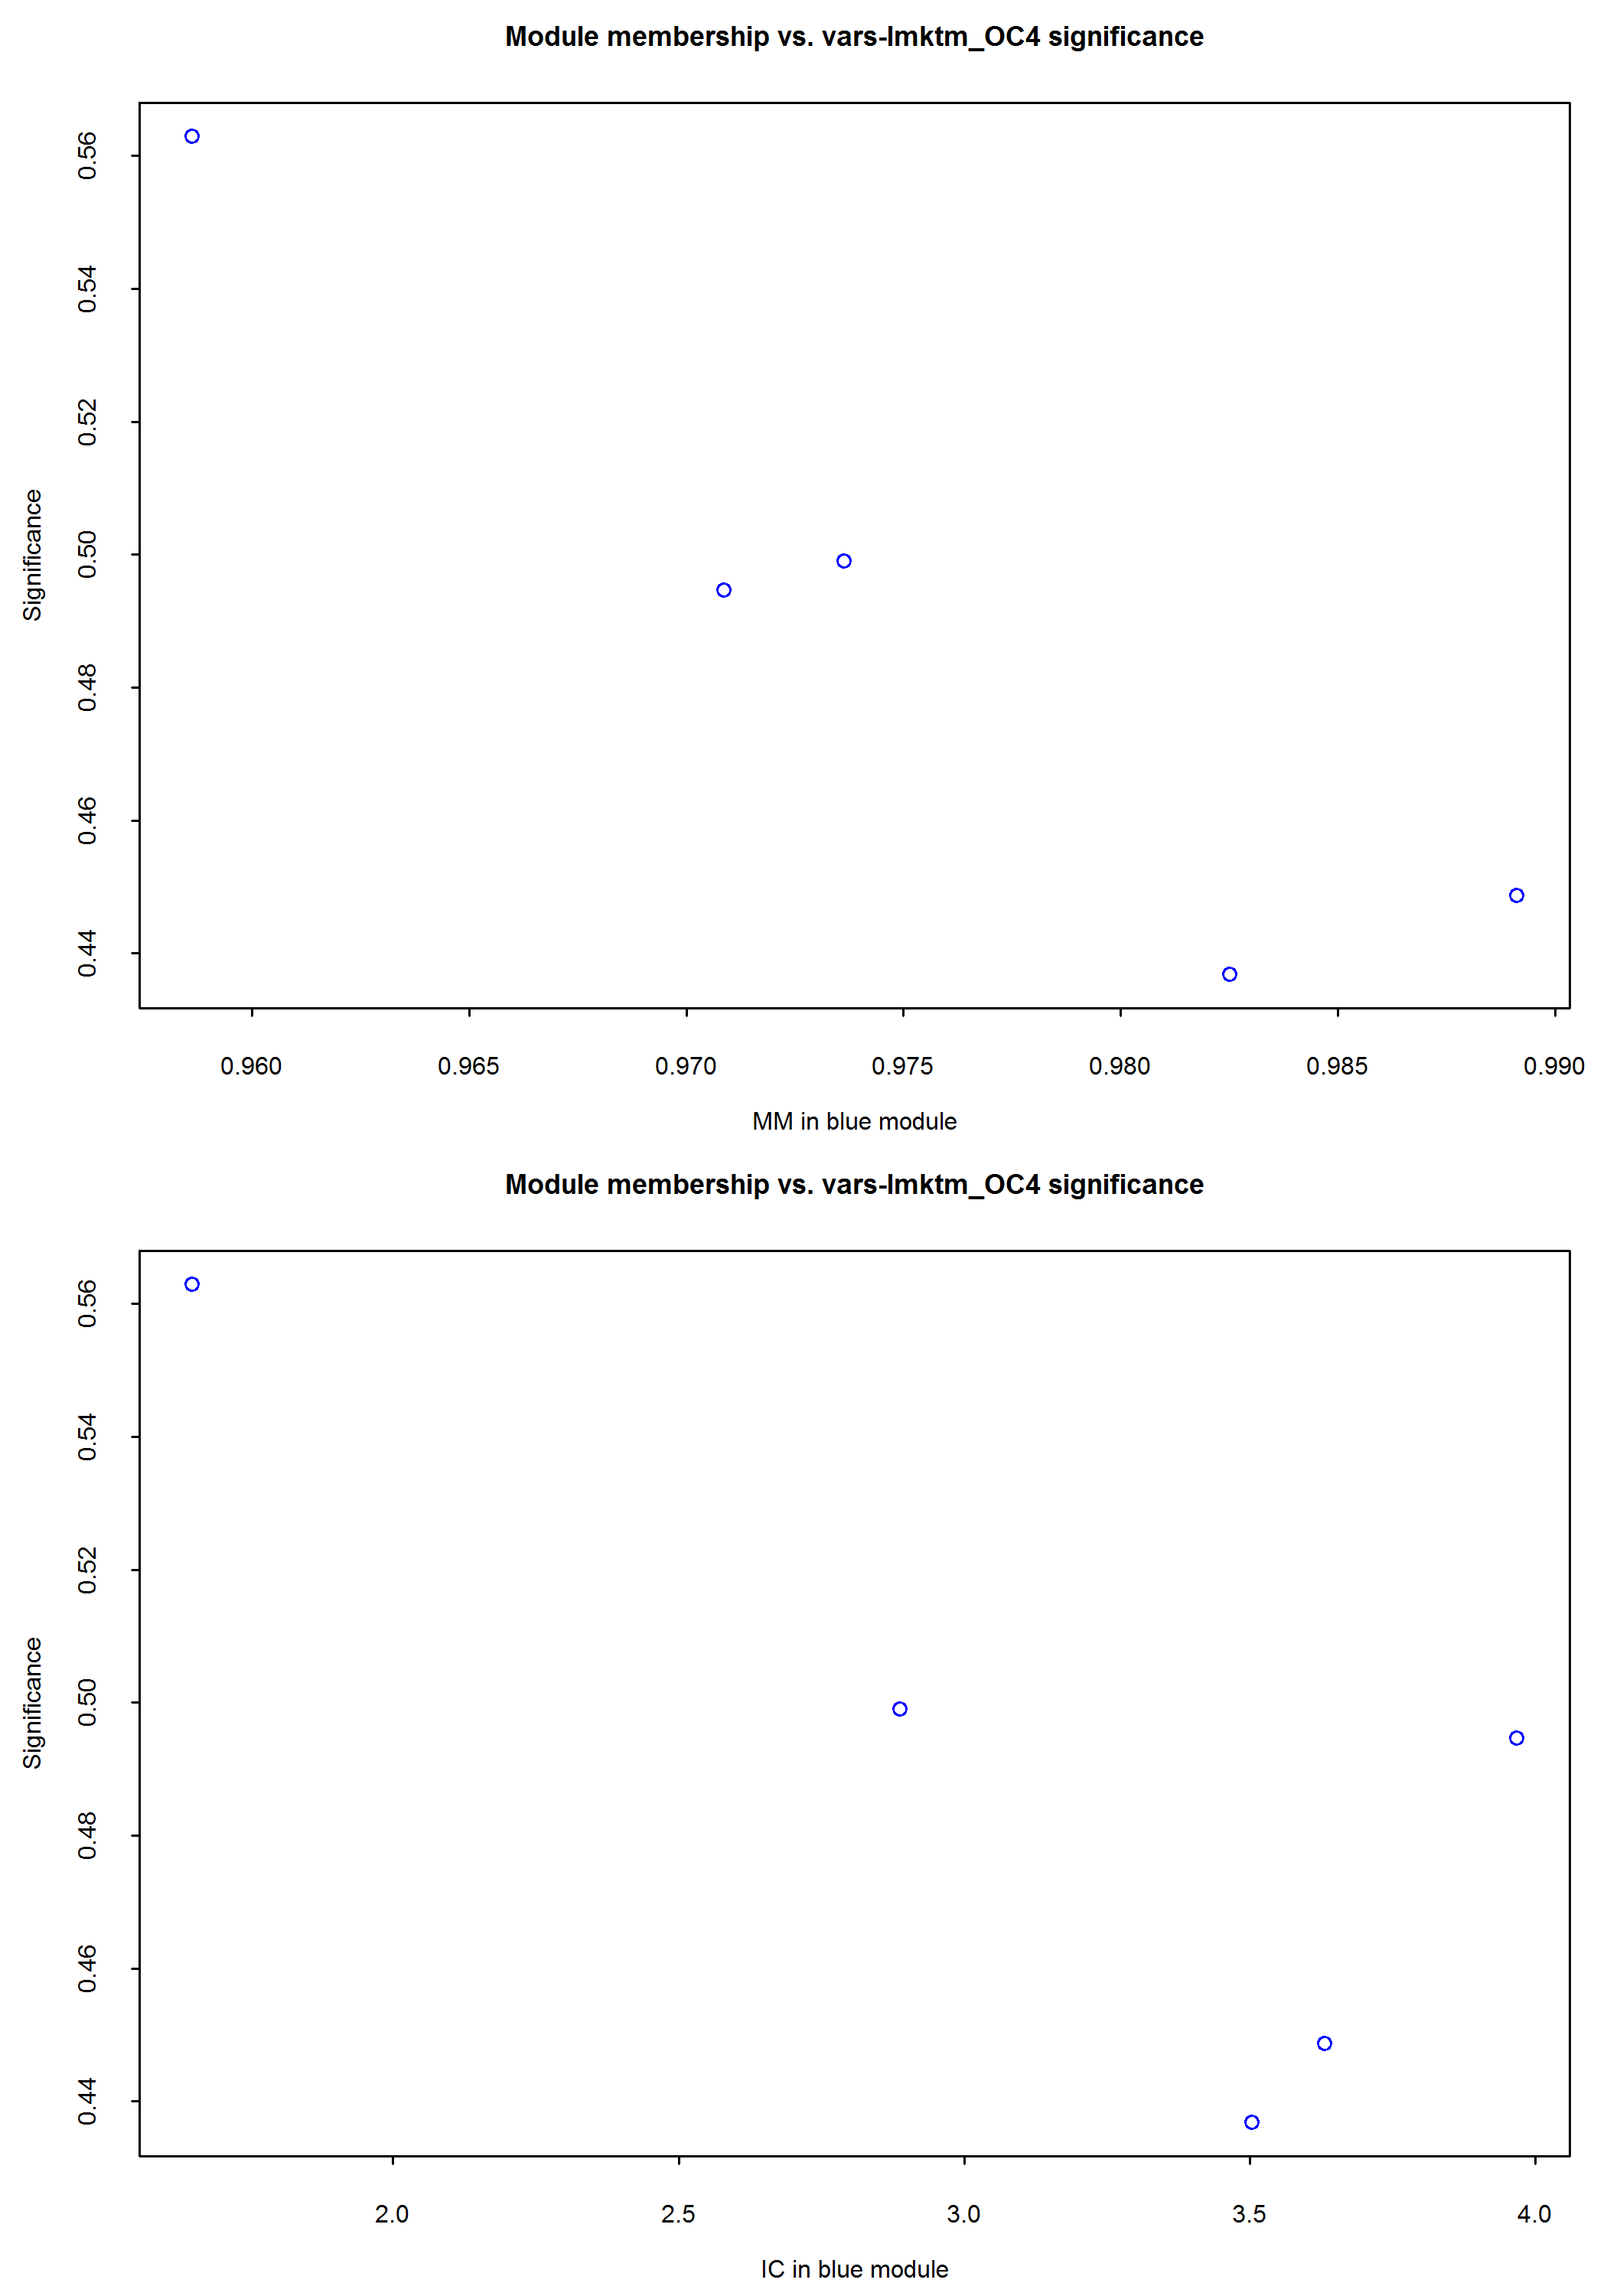 Module membership vs. vars-lmktm_OC4 significance
0.56
0.54
0.52
0.50
0.48
0.46
0.44
Significance
0.960 0.965 0.970 0.975 0.980 0.985 0.990
MM in blue module
Module membership vs. vars-lmktm_OC4 significance
0.56
0.54
0.52
0.50
0.48
0.46
0.44
Significance
2.0 2.5 3.0 3.5 4.0
IC in blue module